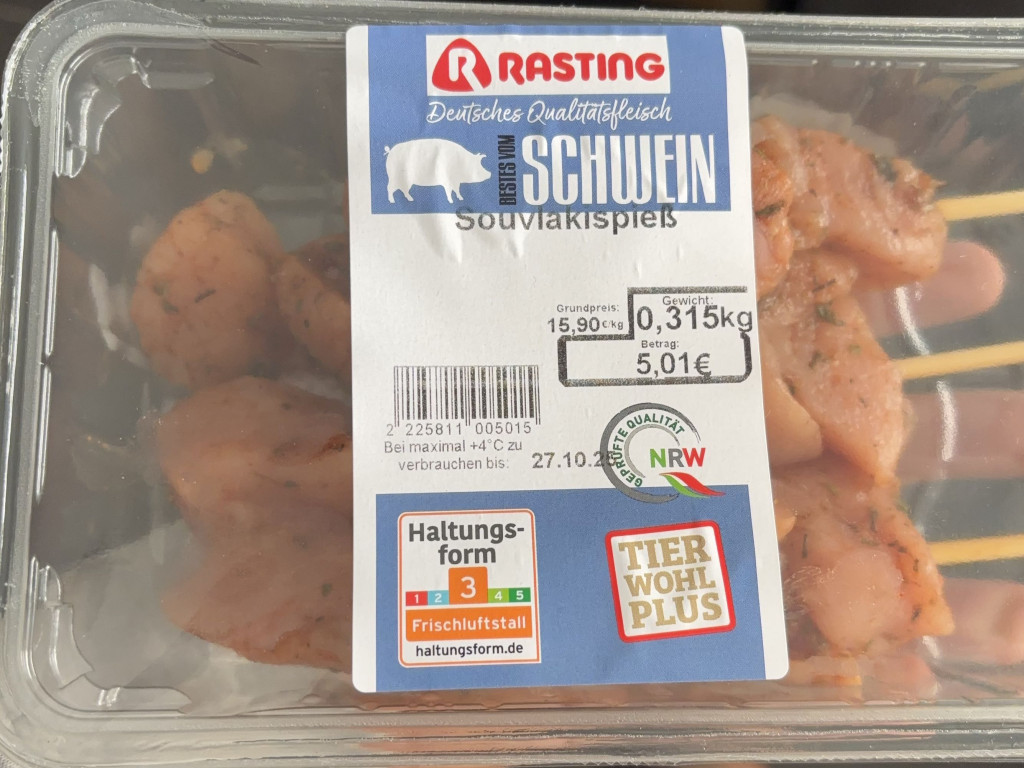 RASTING
Deutsches Qualitätsfleisch
BESTES VOM
SCHWEIN
Souvlakispieß
Grundpreis:
15,90€/kg
Gewicht:
0,315kg
Betrag:
5,01€
2 225811 005015
Bei maximal +4°C zu
verbrauchen bis:
27.10.25
GEPRÜFTE QUALITÄT
NRW
Haltungs-
form
1 2 3 4 5
Frischluftstall
haltungsform.de
TIER
WOHL
PLUS